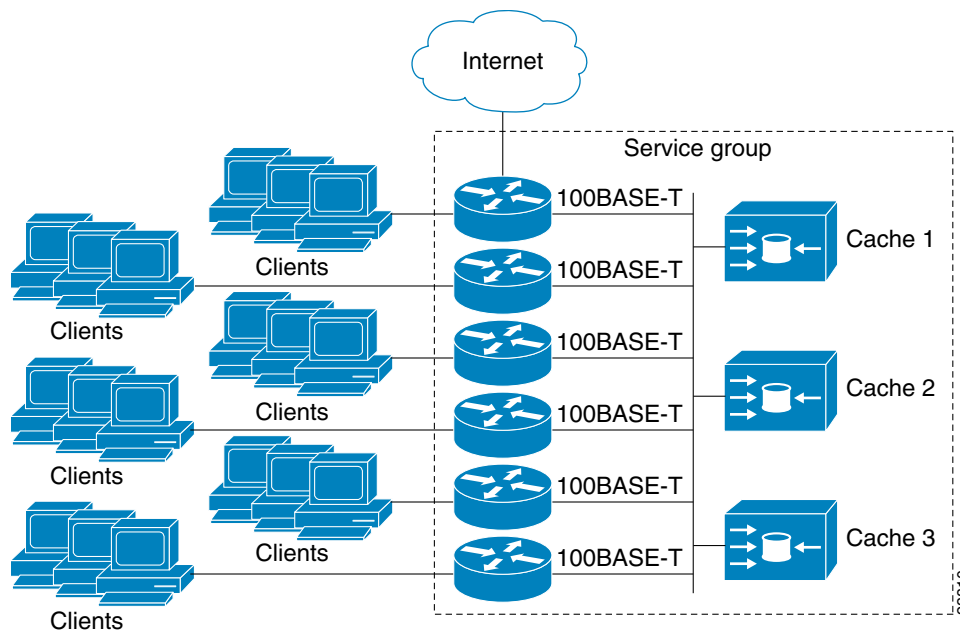 Internet
Service group
100BASE-T
Cache 1
Clients
100BASE-T
Clients
100BASE-T
Cache 2
Clients
100BASE-T
Clients
100BASE-T
Cache 3
Clients
100BASE-T
Clients